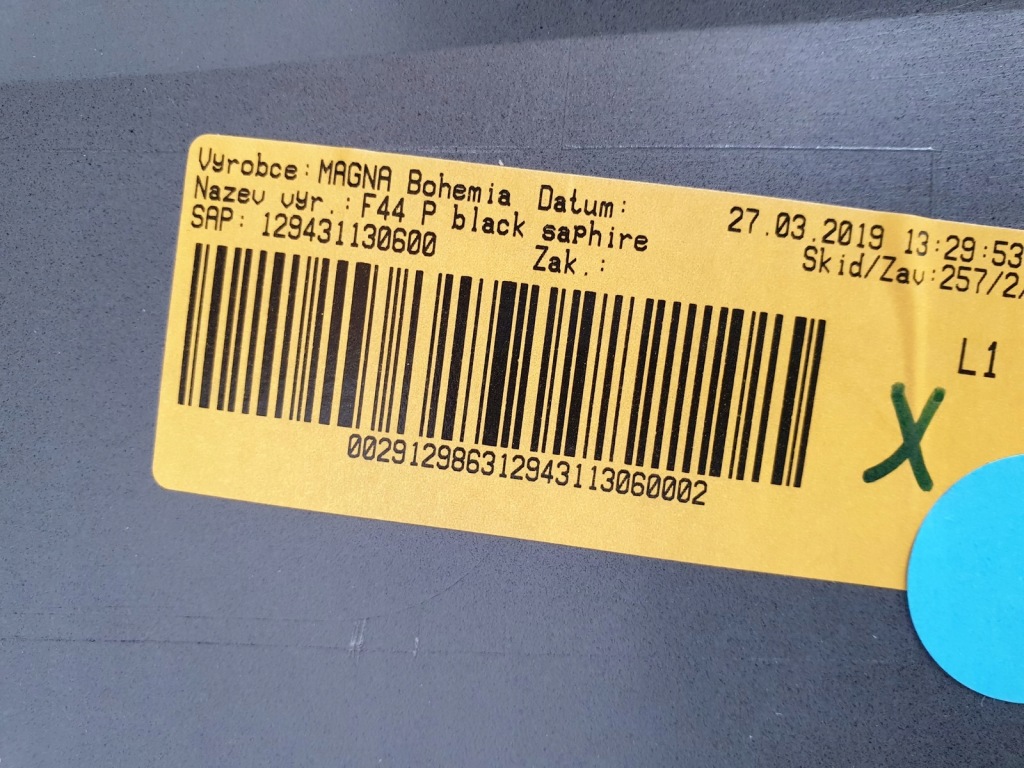 Vyrobce: MAGNA Bohemia Datum: 27.03.2019 13:29:53
Nazev vyr.: F44 P black saphire Skid/Zav:257/2/
SAP: 129431130600 Zak.:
L1
X
002912986312943113060002